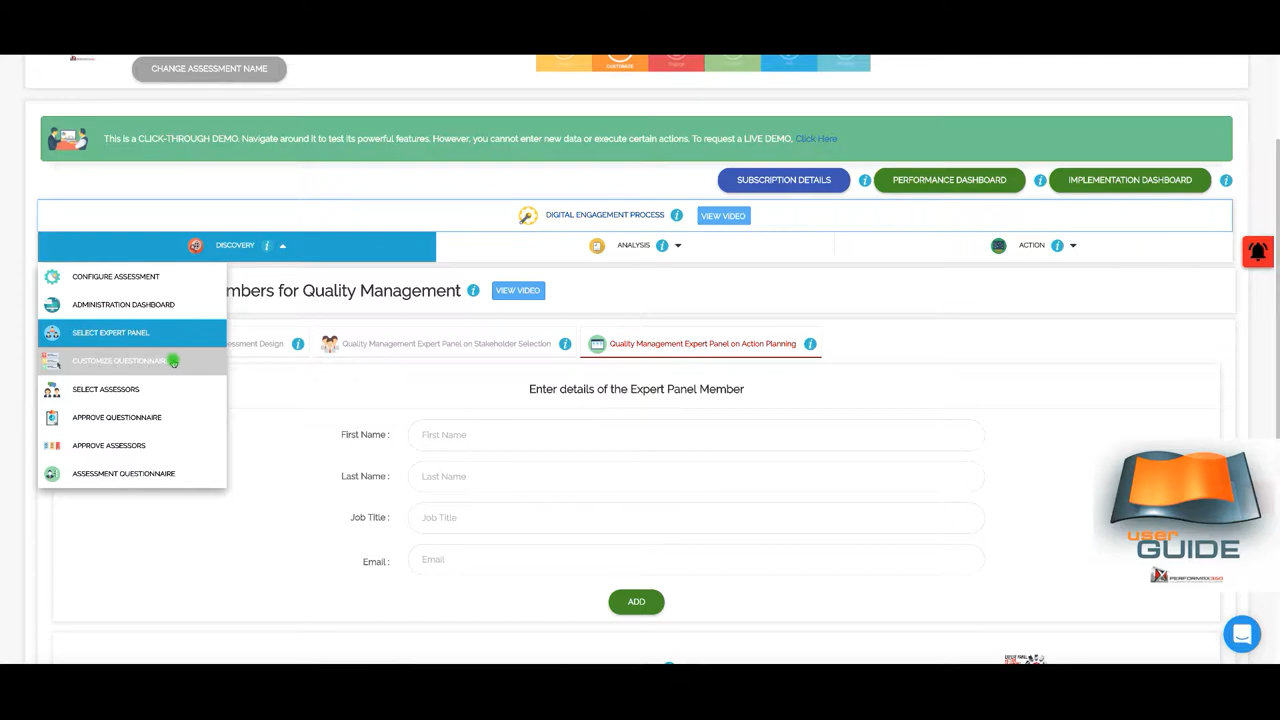 CHANGE ASSESSMENT NAME
CUSTOMIZE
This is a CLICK-THROUGH DEMO. Navigate around it to test its powerful features. However, you cannot enter new data or execute certain actions. To request a LIVE DEMO, Click Here
SUBSCRIPTION DETAILS
PERFORMANCE DASHBOARD
IMPLEMENTATION DASHBOARD
DIGITAL ENGAGEMENT PROCESS
VIEW VIDEO
DISCOVERY
ANALYSIS
ACTION
CONFIGURE ASSESSMENT
ADMINISTRATION DASHBOARD
SELECT EXPERT PANEL
CUSTOMIZE QUESTIONNAIR
SELECT ASSESSORS
APPROVE QUESTIONNAIRE
APPROVE ASSESSORS
ASSESSMENT QUESTIONNAIRE
mbers for Quality Management
VIEW VIDEO
essment Design
Quality Management Expert Panel on Stakeholder Selection
Quality Management Expert Panel on Action Planning
Enter details of the Expert Panel Member
First Name :
First Name
Last Name :
Last Name
Job Title :
Job Title
Email :
Email
ADD
user
GUIDE
PERFORMAX360